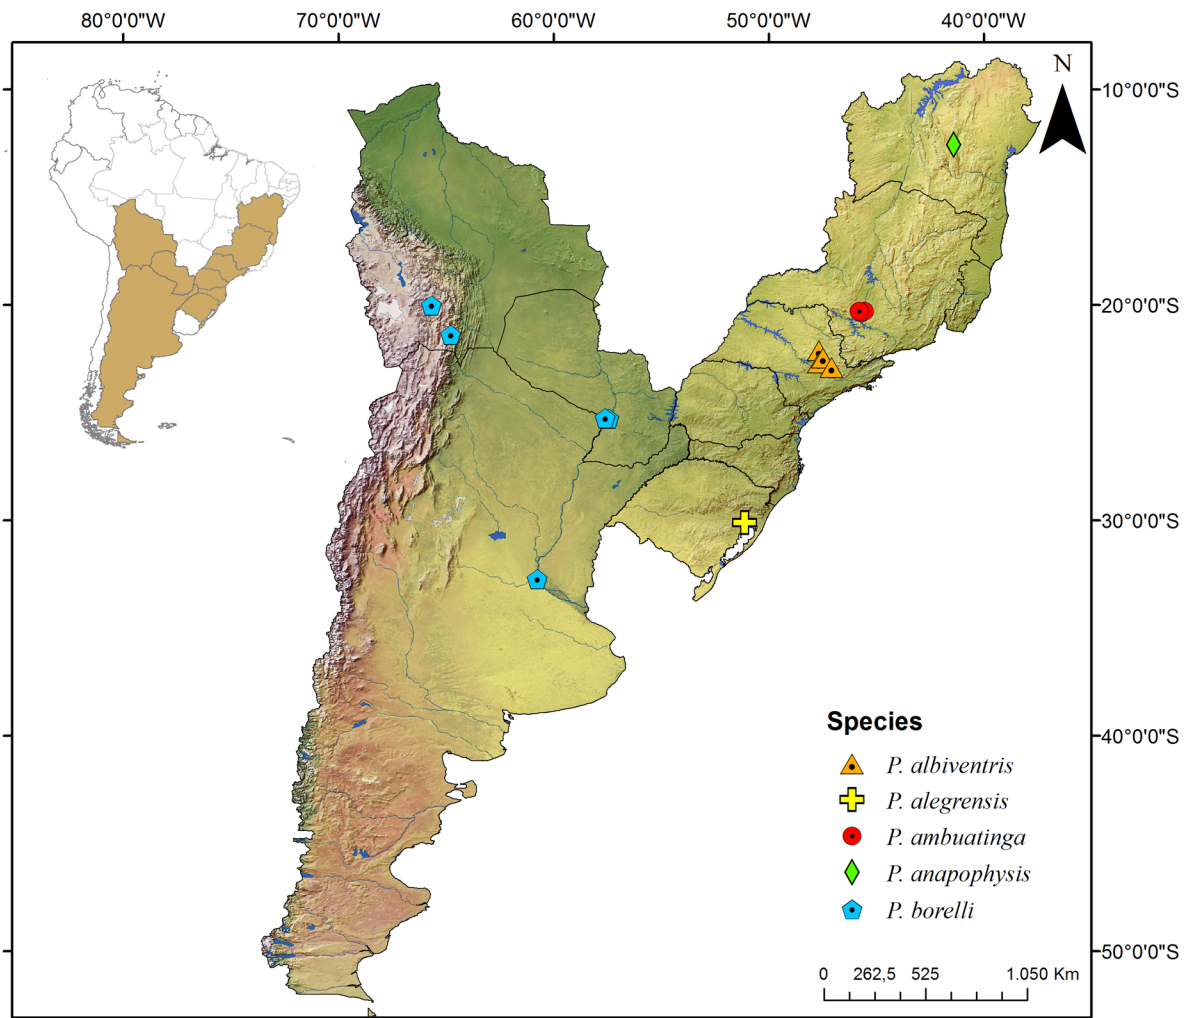 80°0'0"W 70°0'0"W 60°0'0"W 50°0'0"W 40°0'0"W
N
10°0'0"S
20°0'0"S
30°0'0"S
40°0'0"S
50°0'0"S
Species
P. albiventris
P. alegrensis
P. ambuatinga
P. anapophysis
P. borelli
0 262,5 525 1.050 Km